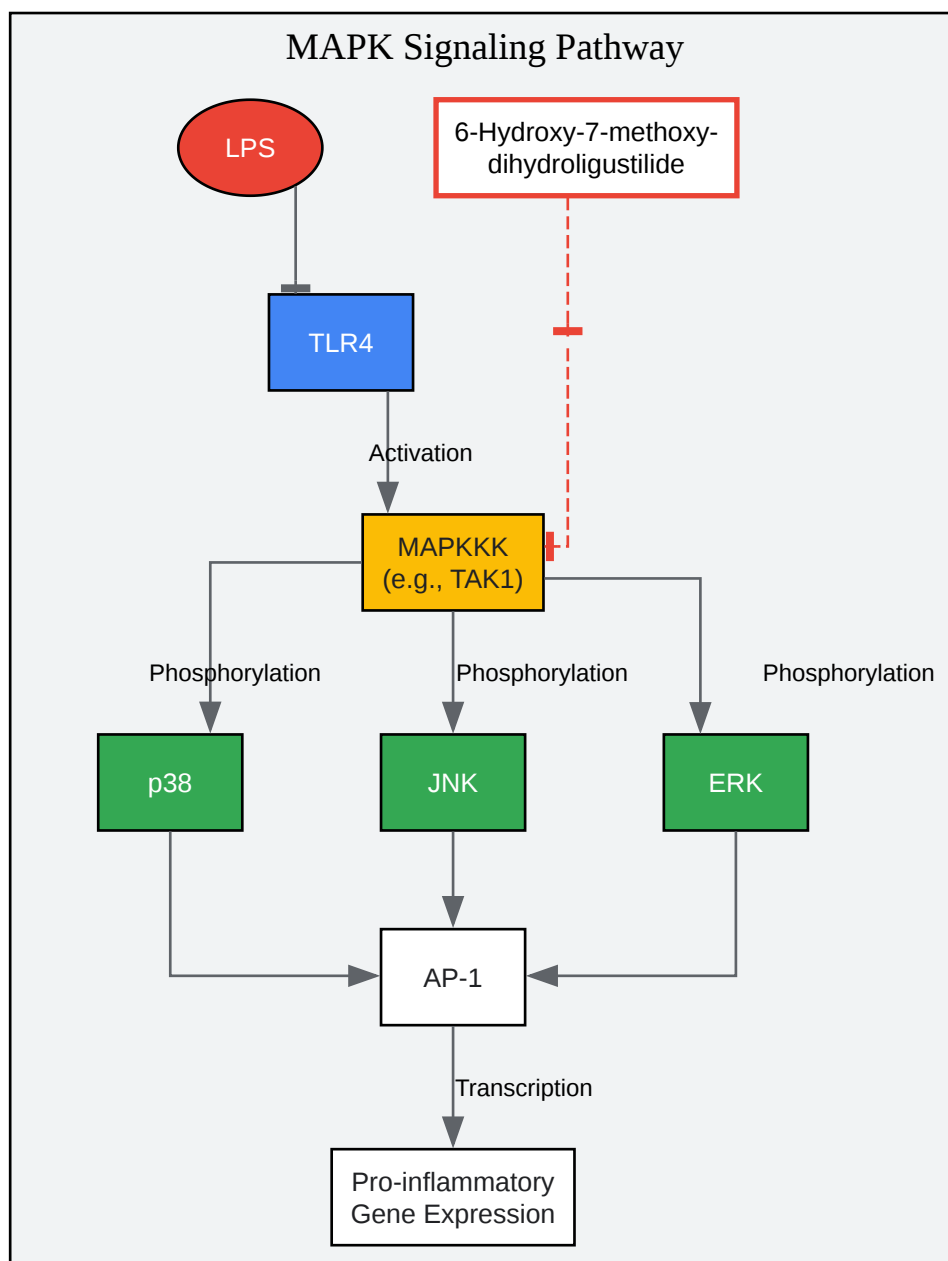 MAPK Signaling Pathway
LPS
6-Hydroxy-7-methoxy-
dihydroligustilide
TLR4
Activation
MAPKKK
(e.g., TAK1)
Phosphorylation
Phosphorylation
Phosphorylation
p38
JNK
ERK
AP-1
Transcription
Pro-inflammatory
Gene Expression